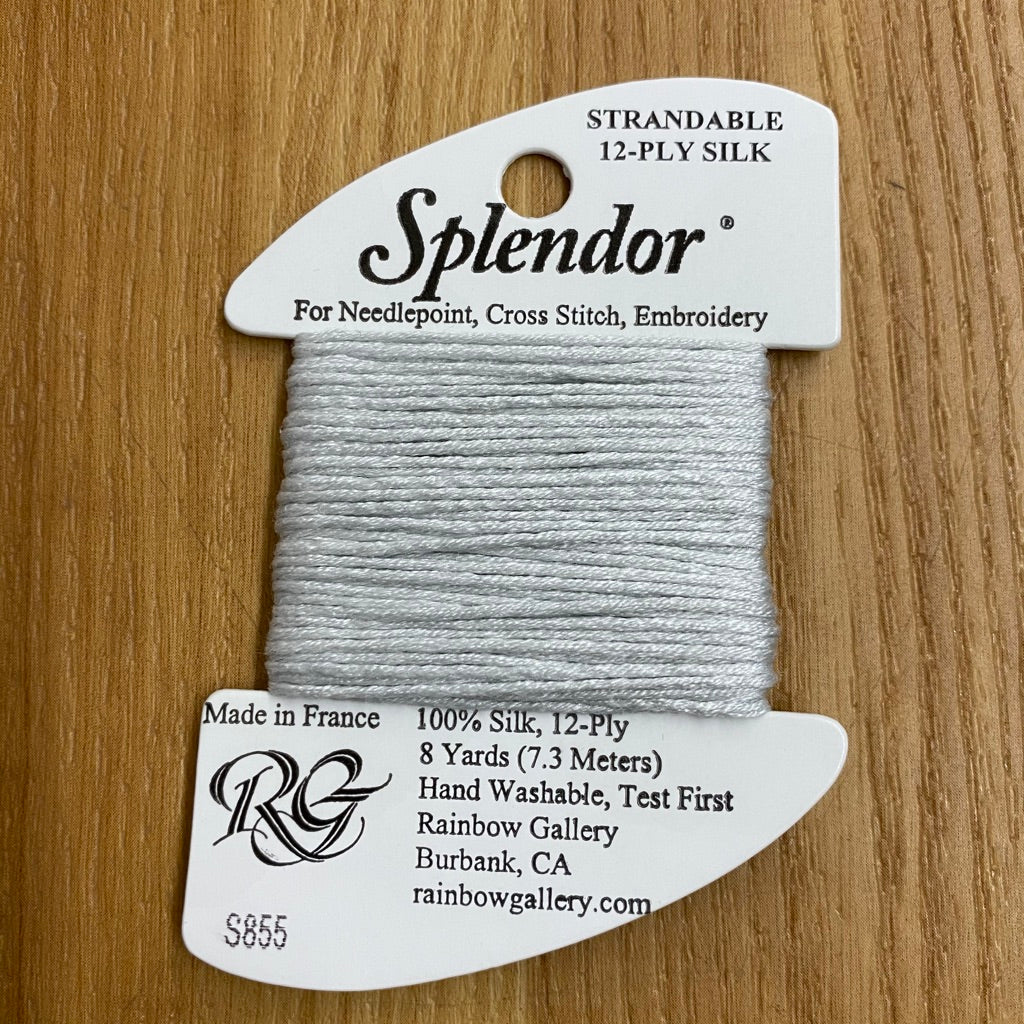 STRANDABLE
12-PLY SILK
Splendor ®
For Needlepoint, Cross Stitch, Embroidery
Made in France
RG
S855
100% Silk, 12-Ply
8 Yards (7.3 Meters)
Hand Washable, Test First
Rainbow Gallery
Burbank, CA
rainbowgallery.com